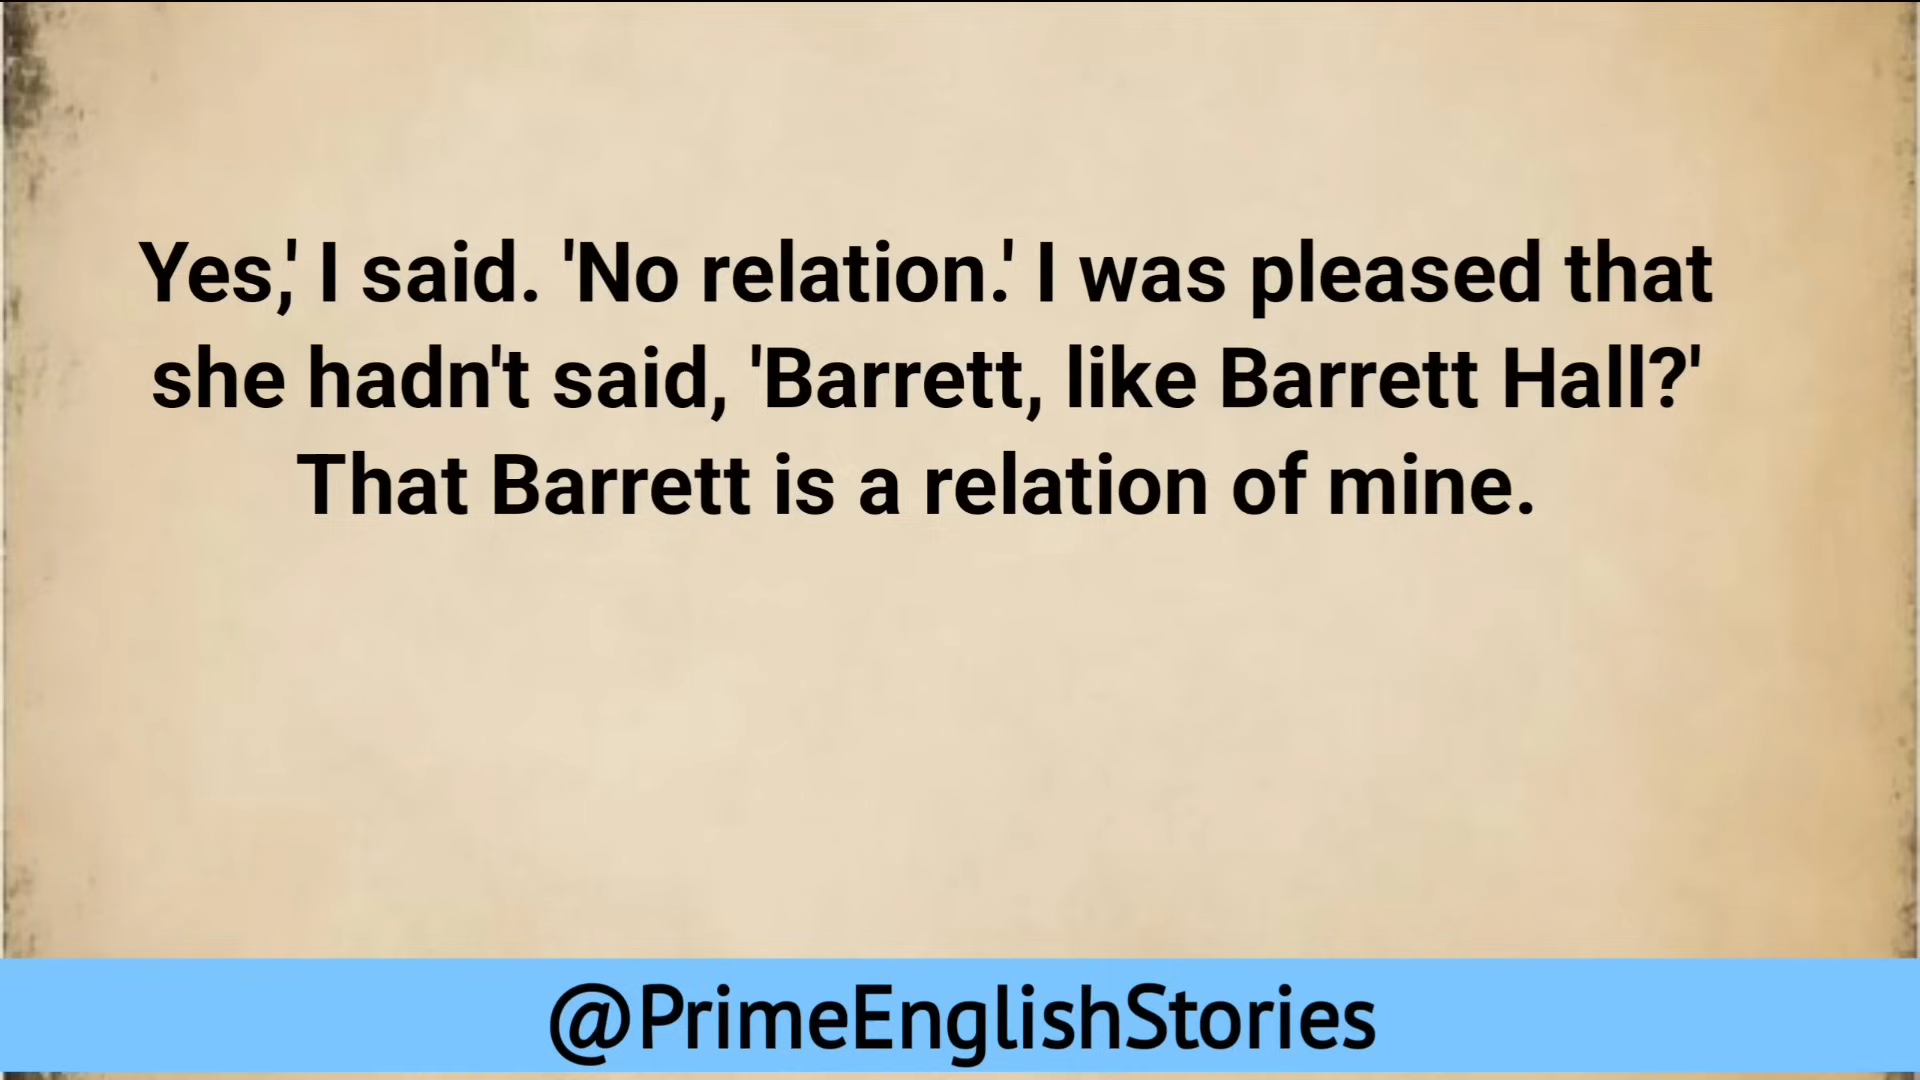 Yes,' I said. 'No relation.' I was pleased that
she hadn't said, 'Barrett, like Barrett Hall?'
That Barrett is a relation of mine.
@PrimeEnglishStories